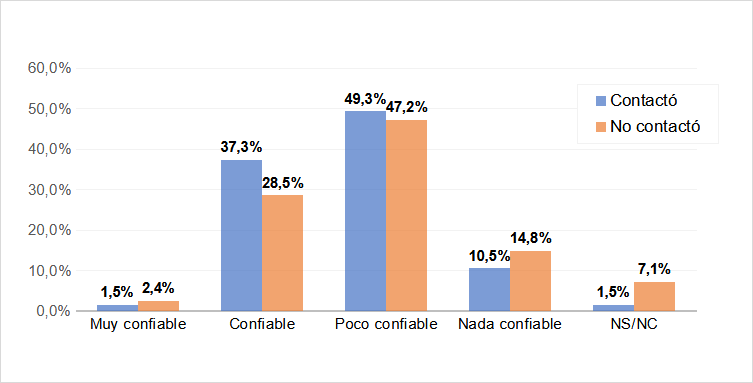 60,0%
50,0%
40,0%
30,0%
20,0%
10,0%
0,0%
1,5%
2,4%
37,3%
28,5%
49,3%
47,2%
10,5%
14,8%
1,5%
7,1%
Contactó
No contactó
Muy confiable
Confiable
Poco confiable
Nada confiable
NS/NC